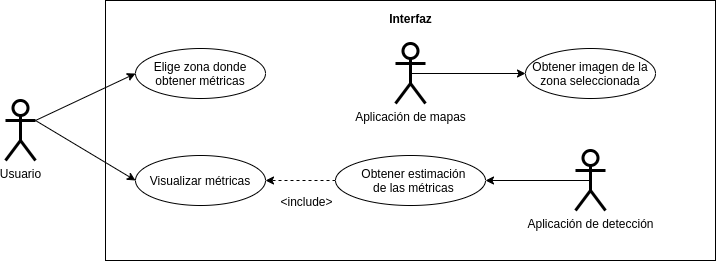 Interfaz
Elige zona donde
obtener métricas
Obtener imagen de la
zona seleccionada
Aplicación de mapas
Usuario
Visualizar métricas
<include>
Obtener estimación
de las métricas
Aplicación de detección